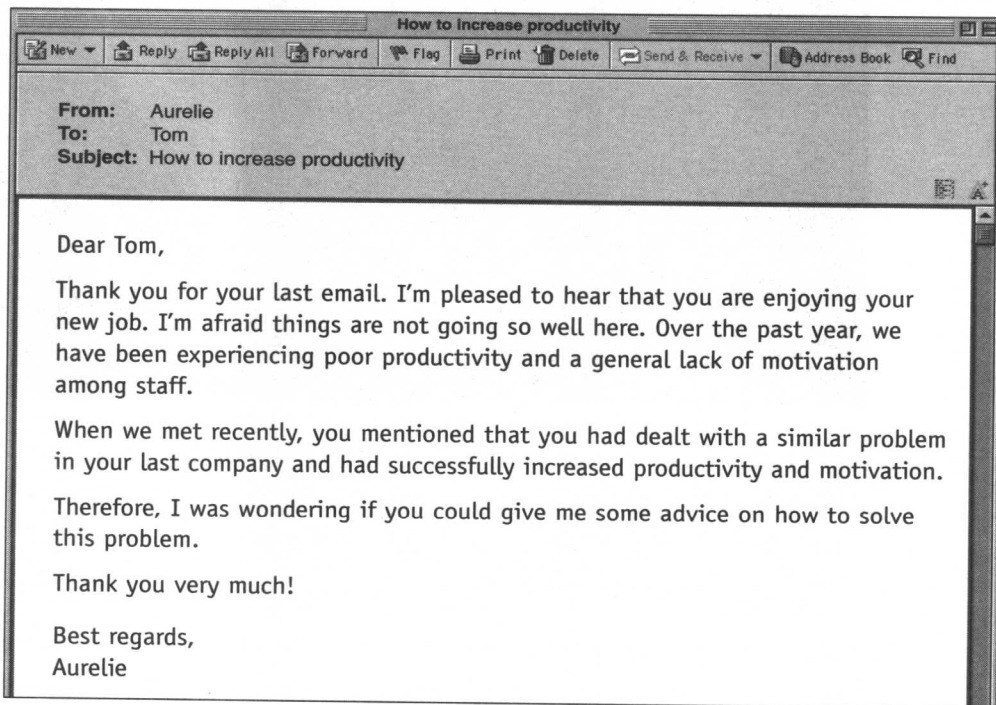 How to increase productivity
New Reply Reply All Forward Flag Print Delete Send & Receive Address Book Find
From: Aurelie
To: Tom
Subject: How to increase productivity
Dear Tom,
Thank you for your last email. I'm pleased to hear that you are enjoying your
new job. I'm afraid things are not going so well here. Over the past year, we
have been experiencing poor productivity and a general lack of motivation
among staff.
When we met recently, you mentioned that you had dealt with a similar problem
in your last company and had successfully increased productivity and motivation.
Therefore, I was wondering if you could give me some advice on how to solve
this problem.
Thank you very much!
Best regards,
Aurelie